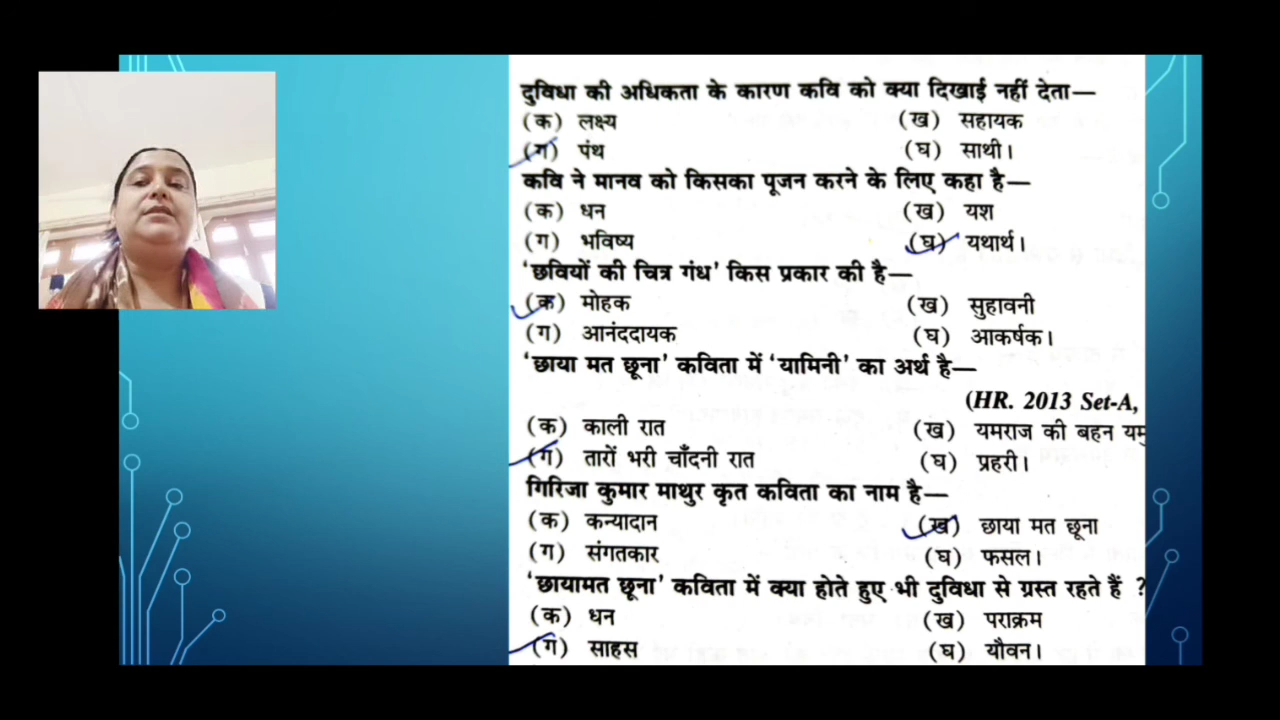 दुविधा की अधिकता के कारण कवि को क्या दिखाई नहीं देता—
(क) लक्ष्य (ख) सहायक
(ग) पंथ (घ) साथी।
कवि ने मानव को किसका पूजन करने के लिए कहा है—
(क) धन (ख) यश
(ग) भविष्य (घ) यथार्थ।
'छवियों की चित्र गंध' किस प्रकार की है—
(क) मोहक (ख) सुहावनी
(ग) आनंददायक (घ) आकर्षक।
'छाया मत छूना' कविता में 'यामिनी' का अर्थ है—
(HR. 2013 Set-A,
(क) काली रात (ख) यमराज की बहन
(ग) तारों भरी चाँदनी रात (घ) प्रहरी।
गिरिजा कुमार माथुर कृत कविता का नाम है—
(क) कन्यादान (ख) छाया मत छूना
(ग) संगतकार (घ) फसल।
'छायामत छूना' कविता में क्या होते हुए भी दुविधा से ग्रस्त रहते हैं ?
(क) धन (ख) पराक्रम
(ग) साहस (घ) यौवन।